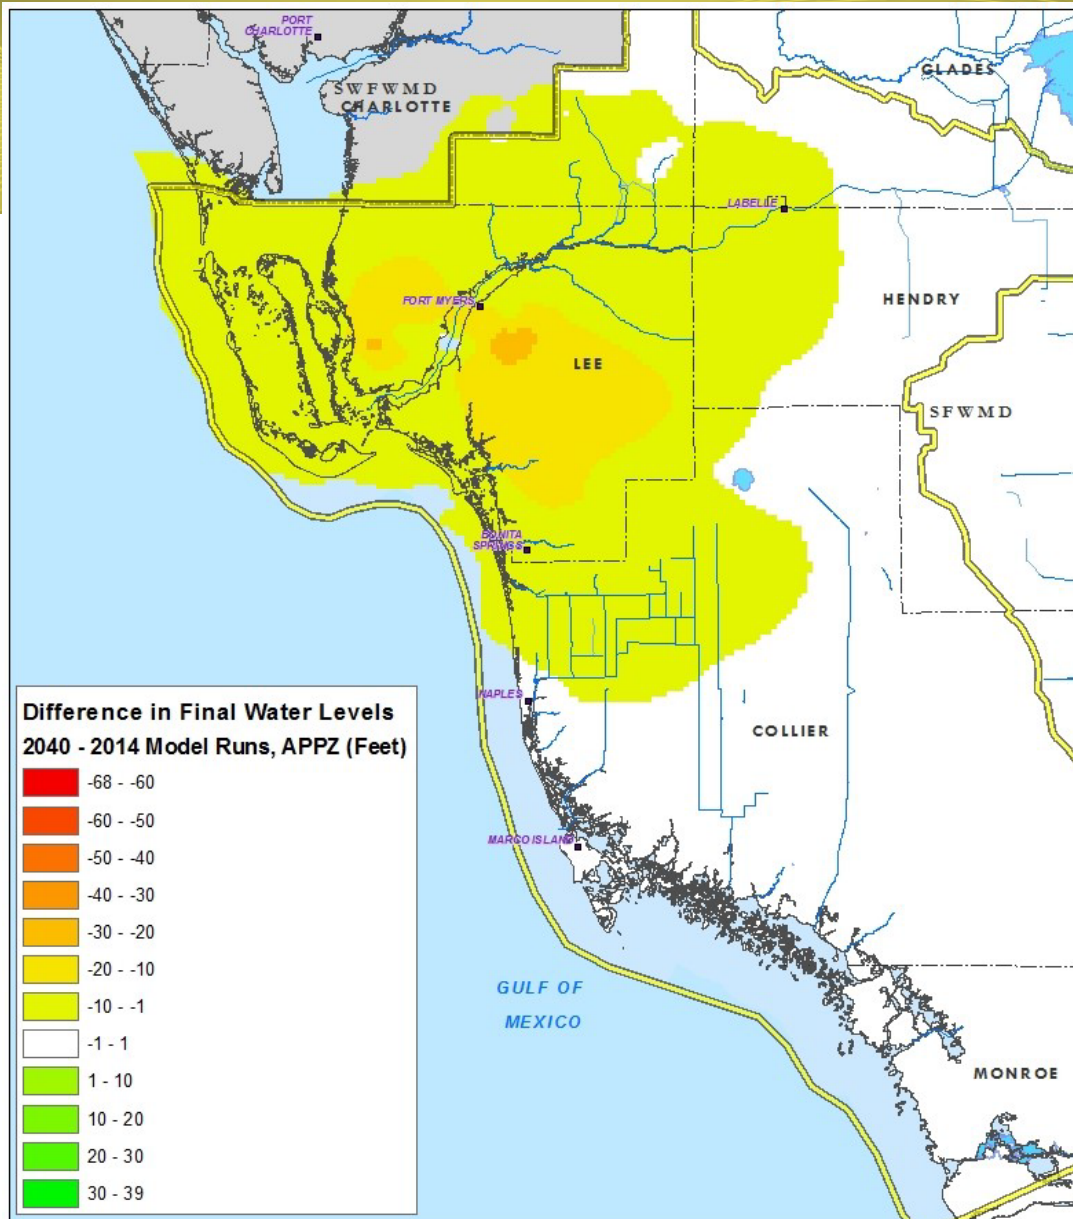 PORT
CHARLOTTE
SWFWMD
CHARLOTTE
GLADES
LABELLE
HENDRY
FORT MYERS
LEE
SFWMD
BONITA
SPRINGS
NAPLES
COLLIER
MARCO ISLAND
GULF OF
MEXICO
MONROE
Difference in Final Water Levels
2040 - 2014 Model Runs, APPZ (Feet)
-68 - -60
-60 - -50
-50 - -40
-40 - -30
-30 - -20
-20 - -10
-10 - -1
-1 - 1
1 - 10
10 - 20
20 - 30
30 - 39